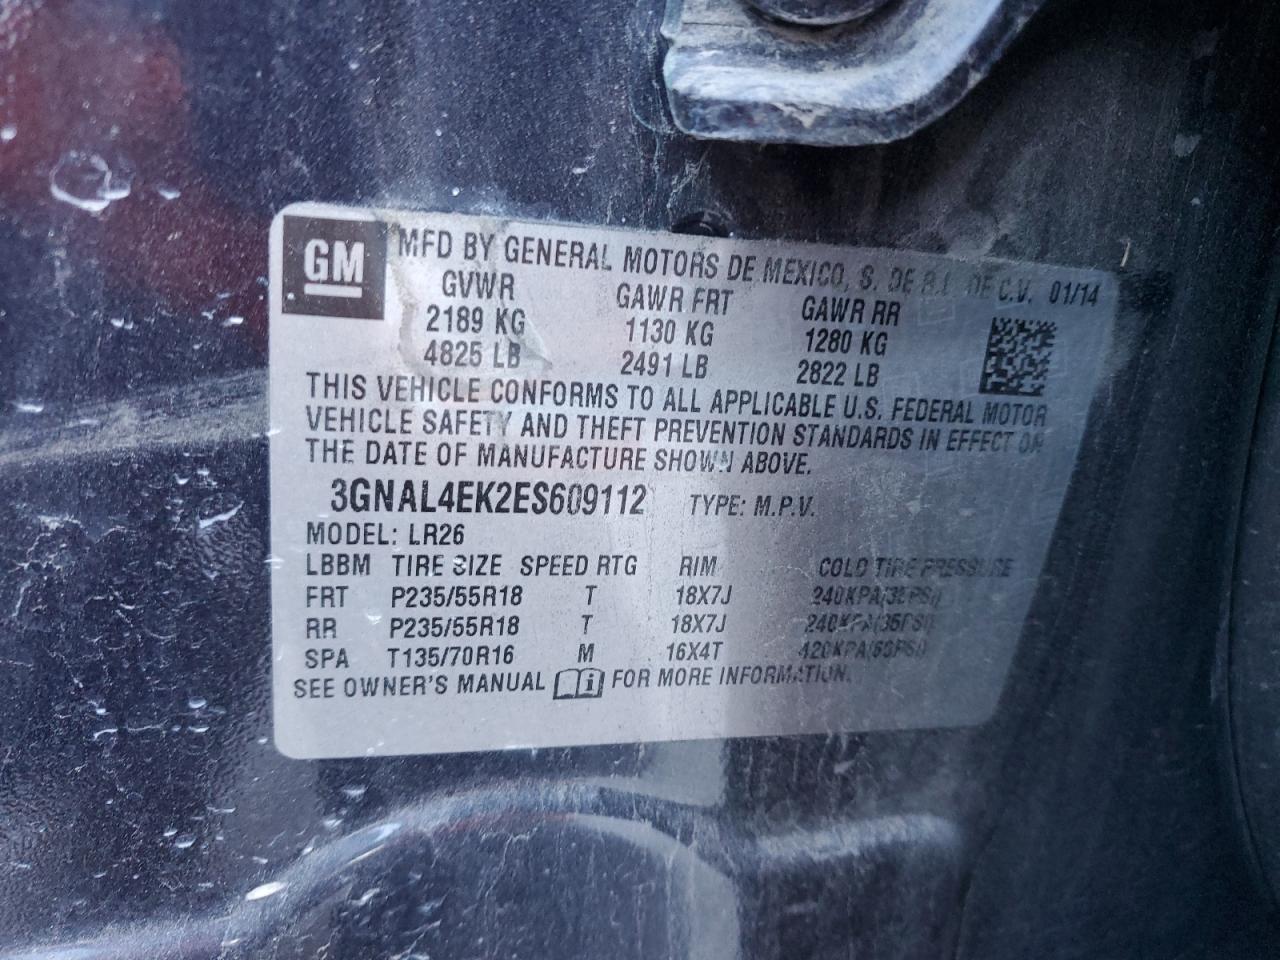 GM
MFD BY GENERAL MOTORS DE MEXICO, S. DE R.L. DE C.V. 01/14
GVWR GAWR FRT GAWR RR
2189 KG 1130 KG 1280 KG
4825 LB 2491 LB 2822 LB
THIS VEHICLE CONFORMS TO ALL APPLICABLE U.S. FEDERAL MOTOR
VEHICLE SAFETY AND THEFT PREVENTION STANDARDS IN EFFECT ON
THE DATE OF MANUFACTURE SHOWN ABOVE.
3GNAL4EK2ES609112 TYPE: M.P.V.
MODEL: LR26
LBBM TIRE SIZE SPEED RTG RIM COLD TIRE PRESSURE
FRT P235/55R18 T 18X7J 240KPA(35PSI)
RR P235/55R18 T 18X7J 240KPA(35PSI)
SPA T135/70R16 M 16X4T 420KPA(60PSI)
SEE OWNER'S MANUAL i FOR MORE INFORMATION.